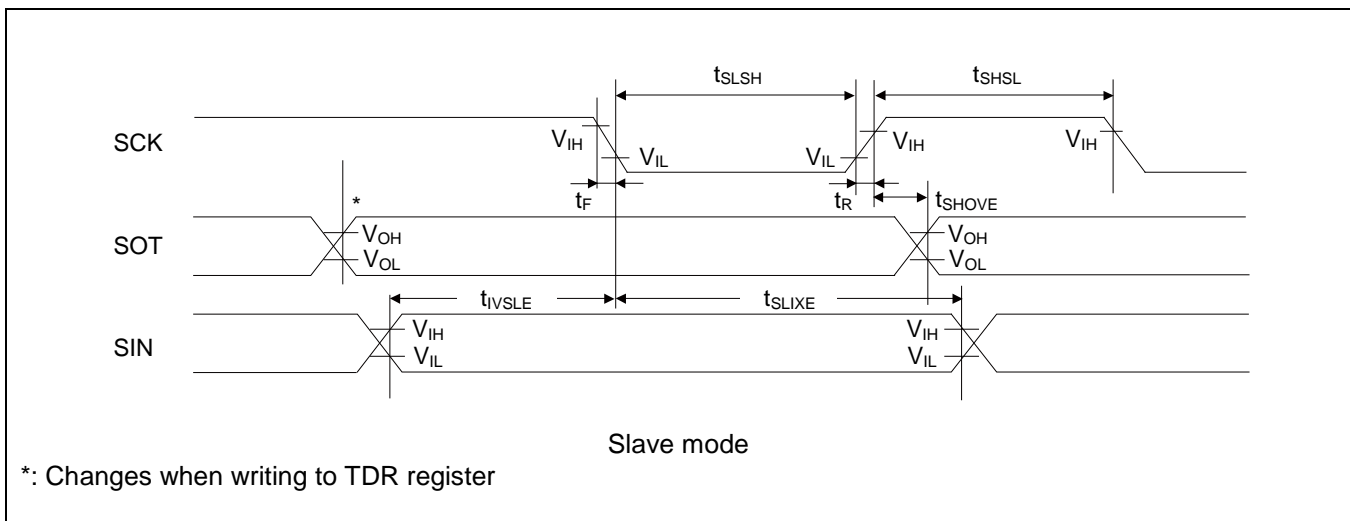 tSLSH
tSHSL
SCK
VIH
VIL
VIL
VIH
VIH
tF
tR
tSHOVE
*
SOT
VOH
VOL
VOH
VOL
tIVSLE
tSLIXE
SIN
VIH
VIL
VIH
VIL
Slave mode
*: Changes when writing to TDR register